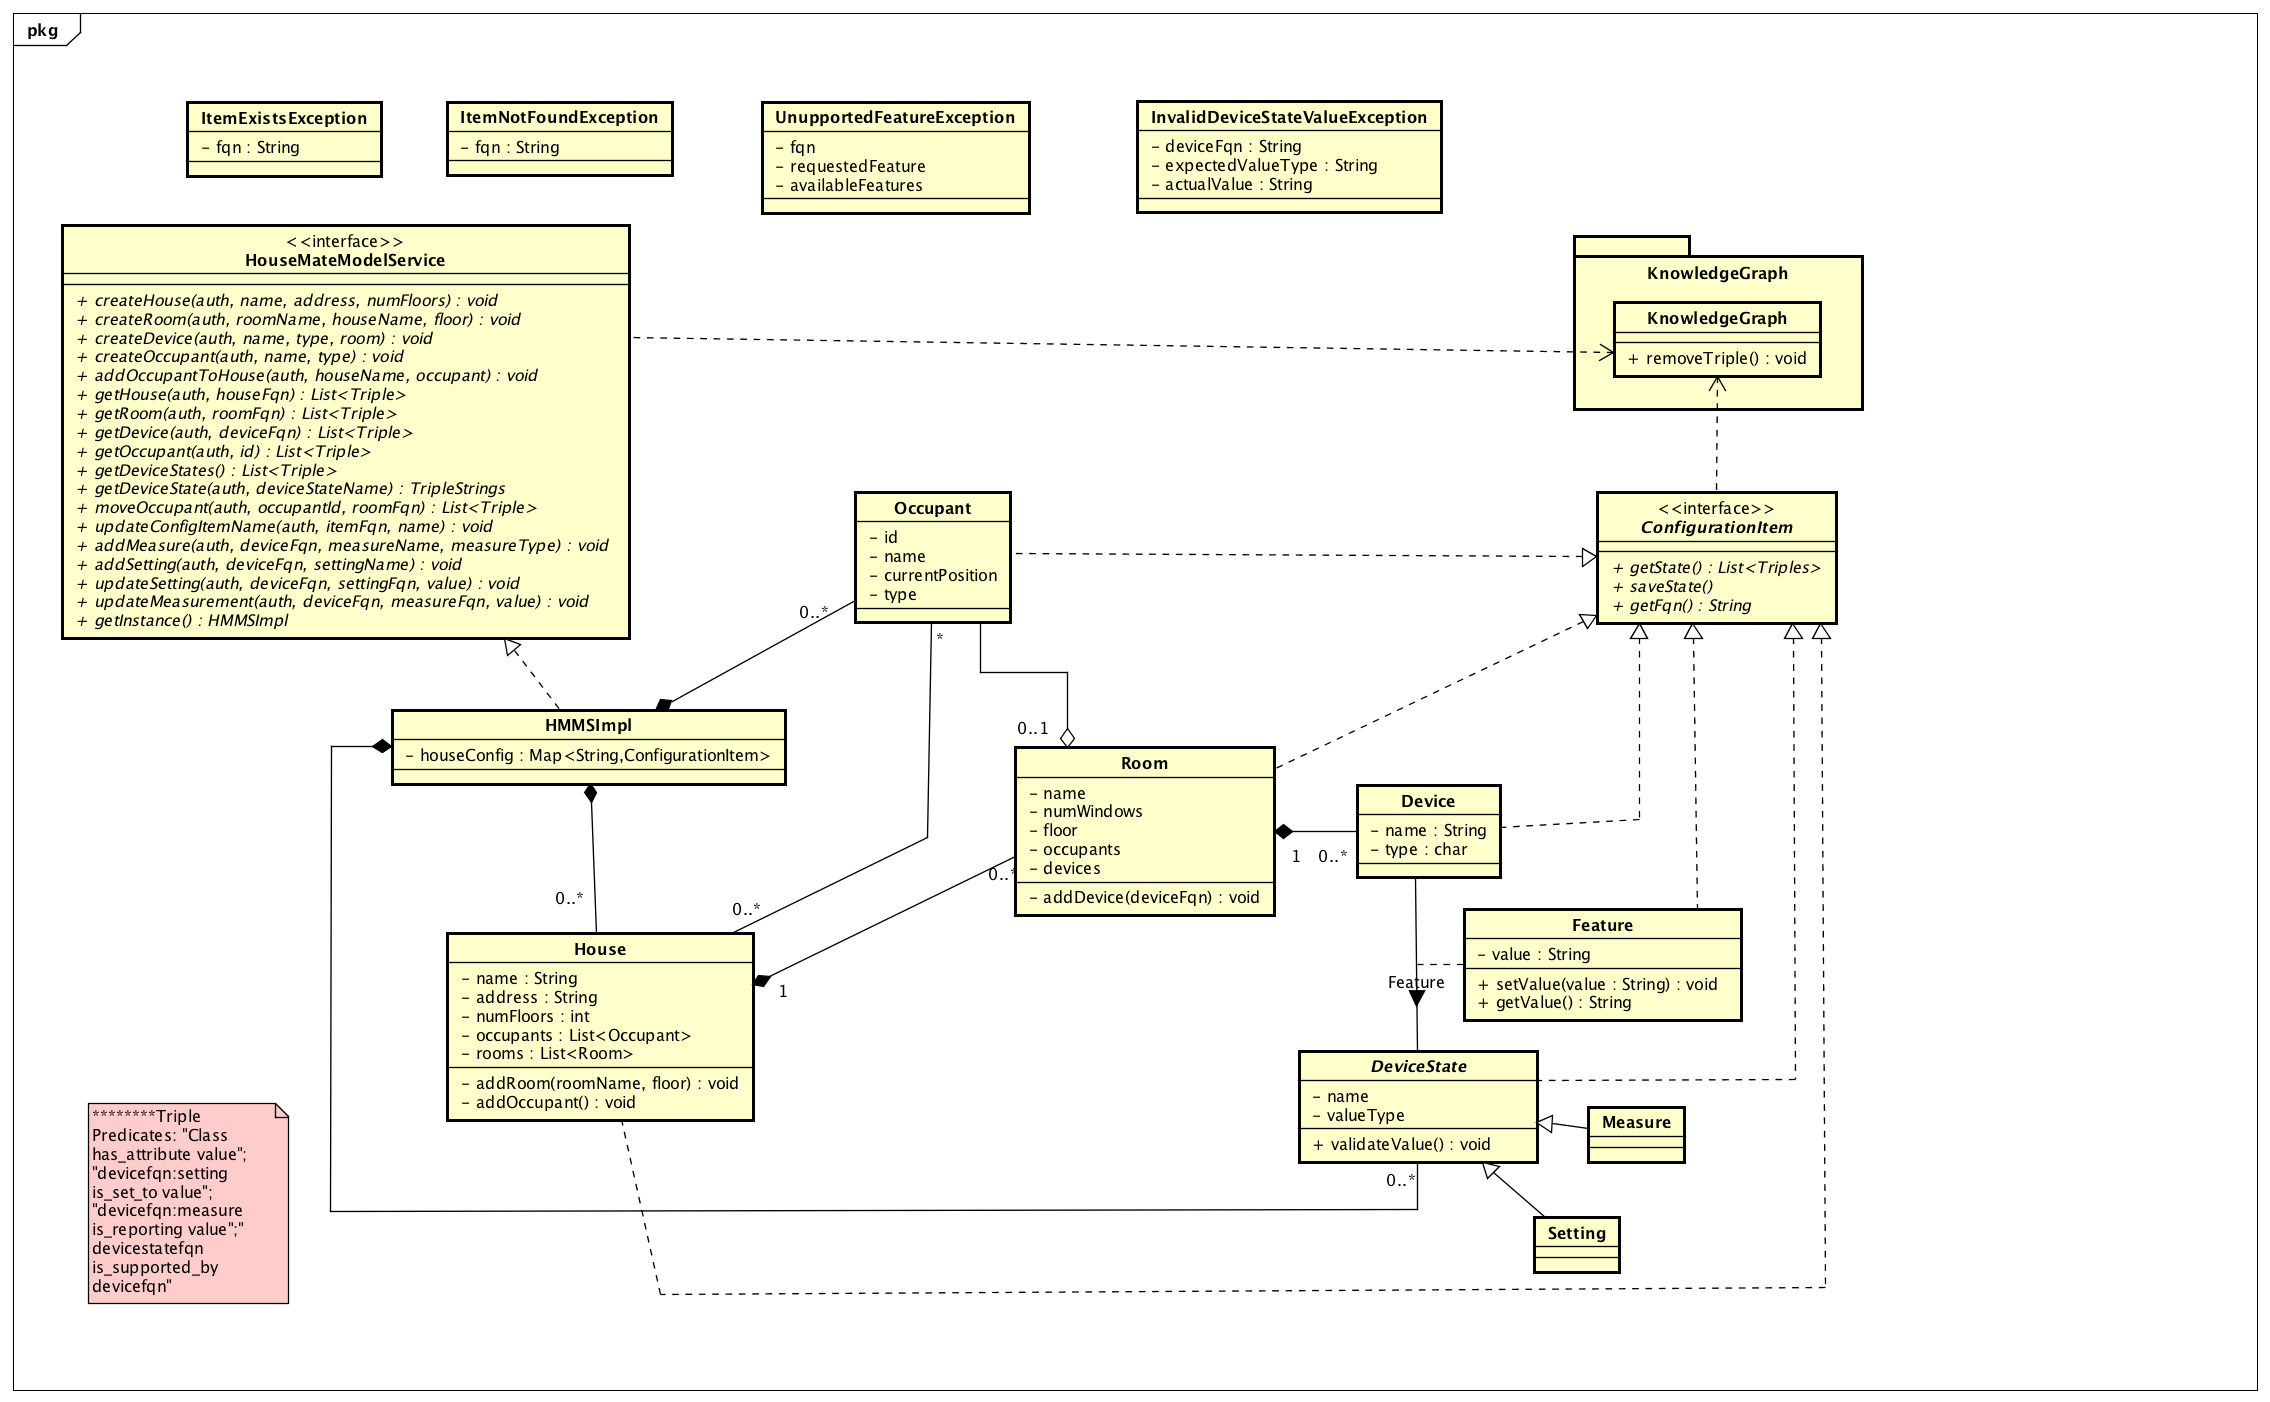 pkg
ItemExistsException
- fqn : String
ItemNotFoundException
- fqn : String
UnupportedFeatureException
- fqn
- requestedFeature
- availableFeatures
InvalidDeviceStateValueException
- deviceFqn : String
- expectedValueType : String
- actualValue : String
<<interface>>
HouseMateModelService
+ createHouse(auth, name, address, numFloors) : void
+ createRoom(auth, roomName, houseName, floor) : void
+ createDevice(auth, name, type, room) : void
+ createOccupant(auth, name, type) : void
+ addOccupantToHouse(auth, houseName, occupant) : void
+ getHouse(auth, houseFqn) : List<Triple>
+ getRoom(auth, roomFqn) : List<Triple>
+ getDevice(auth, deviceFqn) : List<Triple>
+ getOccupant(auth, id) : List<Triple>
+ getDeviceStates() : List<Triple>
+ getDeviceState(auth, deviceStateName) : TripleStrings
+ moveOccupant(auth, occupantId, roomFqn) : List<Triple>
+ updateConfigItemName(auth, itemFqn, name) : void
+ addMeasure(auth, deviceFqn, measureName, measureType) : void
+ addSetting(auth, deviceFqn, settingName) : void
+ updateSetting(auth, deviceFqn, settingFqn, value) : void
+ updateMeasurement(auth, deviceFqn, measureFqn, value) : void
+ getInstance() : HMMSImpl
KnowledgeGraph
KnowledgeGraph
+ removeTriple() : void
Occupant
- id
- name
- currentPosition
- type
<<interface>>
ConfigurationItem
+ getState() : List<Triples>
+ saveState()
+ getFqn() : String
0..*
*
HMMSImpl
- houseConfig : Map<String,ConfigurationItem>
0..1
Room
- name
- numWindows
- floor
- occupants
- devices
- addDevice(deviceFqn) : void
Device
- name : String
- type : char
1
0..*
0..*
0..*
0..*
Feature
- value : String
+ setValue(value : String) : void
+ getValue() : String
Feature
House
- name : String
- address : String
- numFloors : int
- occupants : List<Occupant>
- rooms : List<Room>
- addRoom(roomName, floor) : void
- addOccupant() : void
1
DeviceState
- name
- valueType
+ validateValue() : void
0..*
Measure
Setting
********Triple
Predicates: "Class
has_attribute value";
"devicefqn:setting
is_set_to value";
"devicefqn:measure
is_reporting value";"
devicestatefqn
is_supported_by
devicefqn"